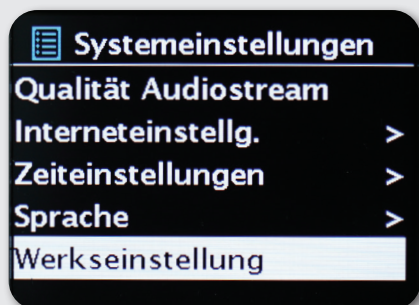 Systemeinstellungen
Qualität Audiostream
Interneteinstellg. >
Zeiteinstellungen >
Sprache >
Werkseinstellung